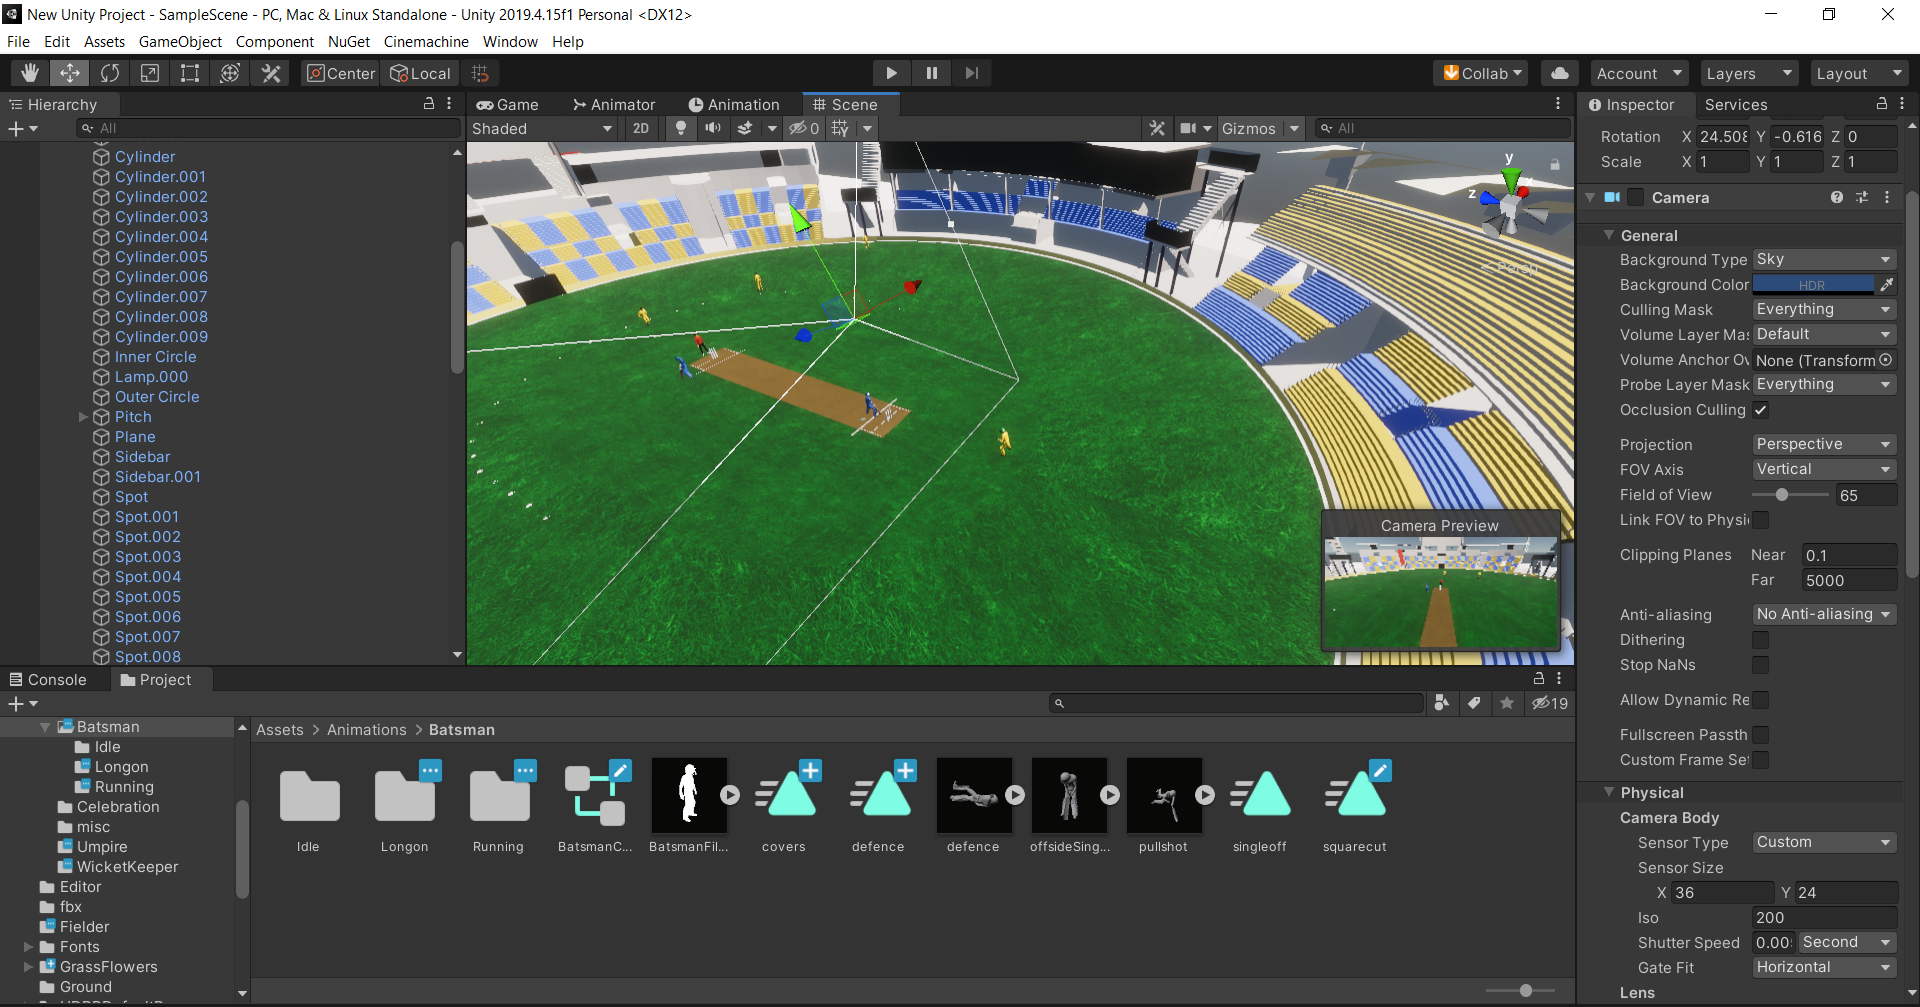 New Unity Project - SampleScene - PC, Mac & Linux Standalone - Unity 2019.4.15f1 Personal <DX12>
File Edit Assets GameObject Component NuGet Cinemachine Window Help
Center Local Collab Account Layers Layout
Hierarchy
All
Cylinder
Cylinder.001
Cylinder.002
Cylinder.003
Cylinder.004
Cylinder.005
Cylinder.006
Cylinder.007
Cylinder.008
Cylinder.009
Inner Circle
Lamp.000
Outer Circle
Pitch
Plane
Sidebar
Sidebar.001
Spot
Spot.001
Spot.002
Spot.003
Spot.004
Spot.005
Spot.006
Spot.007
Spot.008
Game Animator Animation Scene
Shaded 2D 0 Gizmos All
y
z
Persp
Camera Preview
Inspector Services
Rotation X 24.508 Y -0.616 Z 0
Scale X 1 Y 1 Z 1
Camera
General
Background Type Sky
Background Color HDR
Culling Mask Everything
Volume Layer Mas Default
Volume Anchor Ov None (Transform
Probe Layer Mask Everything
Occlusion Culling
Projection Perspective
FOV Axis Vertical
Field of View 65
Link FOV to Physi
Clipping Planes Near 0.1
Far 5000
Anti-aliasing No Anti-aliasing
Dithering
Stop NaNs
Allow Dynamic Re
Fullscreen Passth
Custom Frame Set
Physical
Camera Body
Sensor Type Custom
Sensor Size
X 36 Y 24
Iso 200
Shutter Speed 0.00 Second
Gate Fit Horizontal
Lens
Console Project
19
Batsman
Idle
Longon
Running
Celebration
misc
Umpire
WicketKeeper
Editor
fbx
Fielder
Fonts
GrassFlowers
Ground
Assets > Animations > Batsman
Idle Longon Running BatsmanC... BatsmanFil... covers defence defence offsideSing... pullshot singleoff squarecut